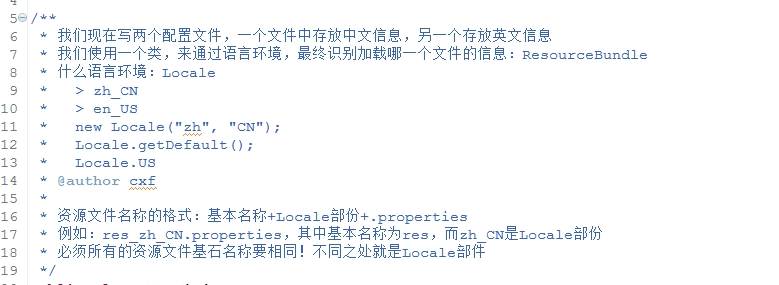 5 /**
6 * 我们现在写两个配置文件，一个文件中存放中文信息，另一个存放英文信息
7 * 我们使用一个类，来通过语言环境，最终识别加载哪一个文件的信息：ResourceBundle
8 * 什么语言环境：Locale
9 *   > zh_CN
10 *   > en_US
11 *   new Locale("zh", "CN");
12 *   Locale.getDefault();
13 *   Locale.US
14 * @author cxf
15 *
16 * 资源文件名称的格式：基本名称+Locale部份+.properties
17 * 例如：res_zh_CN.properties，其中基本名称为res，而zh_CN是Locale部份
18 * 必须所有的资源文件基石名称要相同！不同之处就是Locale部件
19 */